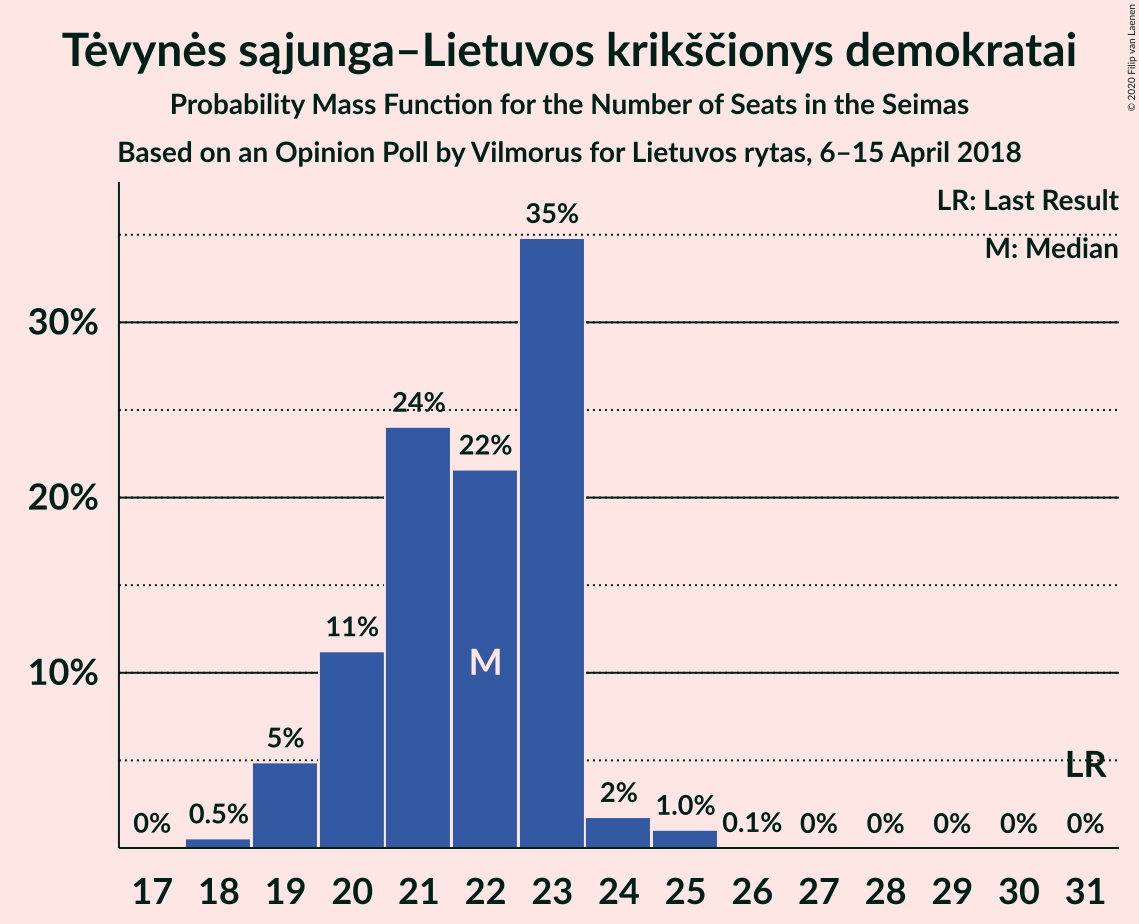 Tėvynės sąjunga–Lietuvos krikščionys demokratai
Probability Mass Function for the Number of Seats in the Seimas
Based on an Opinion Poll by Vilmorus for Lietuvos rytas, 6–15 April 2018
© 2020 Filip van Laenen
LR: Last Result
M: Median
35%
30%
24%
22%
20%
11%
M
10%
5%
LR
2%
1.0%
0% 0.5% 0.1% 0% 0% 0% 0% 0%
17 18 19 20 21 22 23 24 25 26 27 28 29 30 31